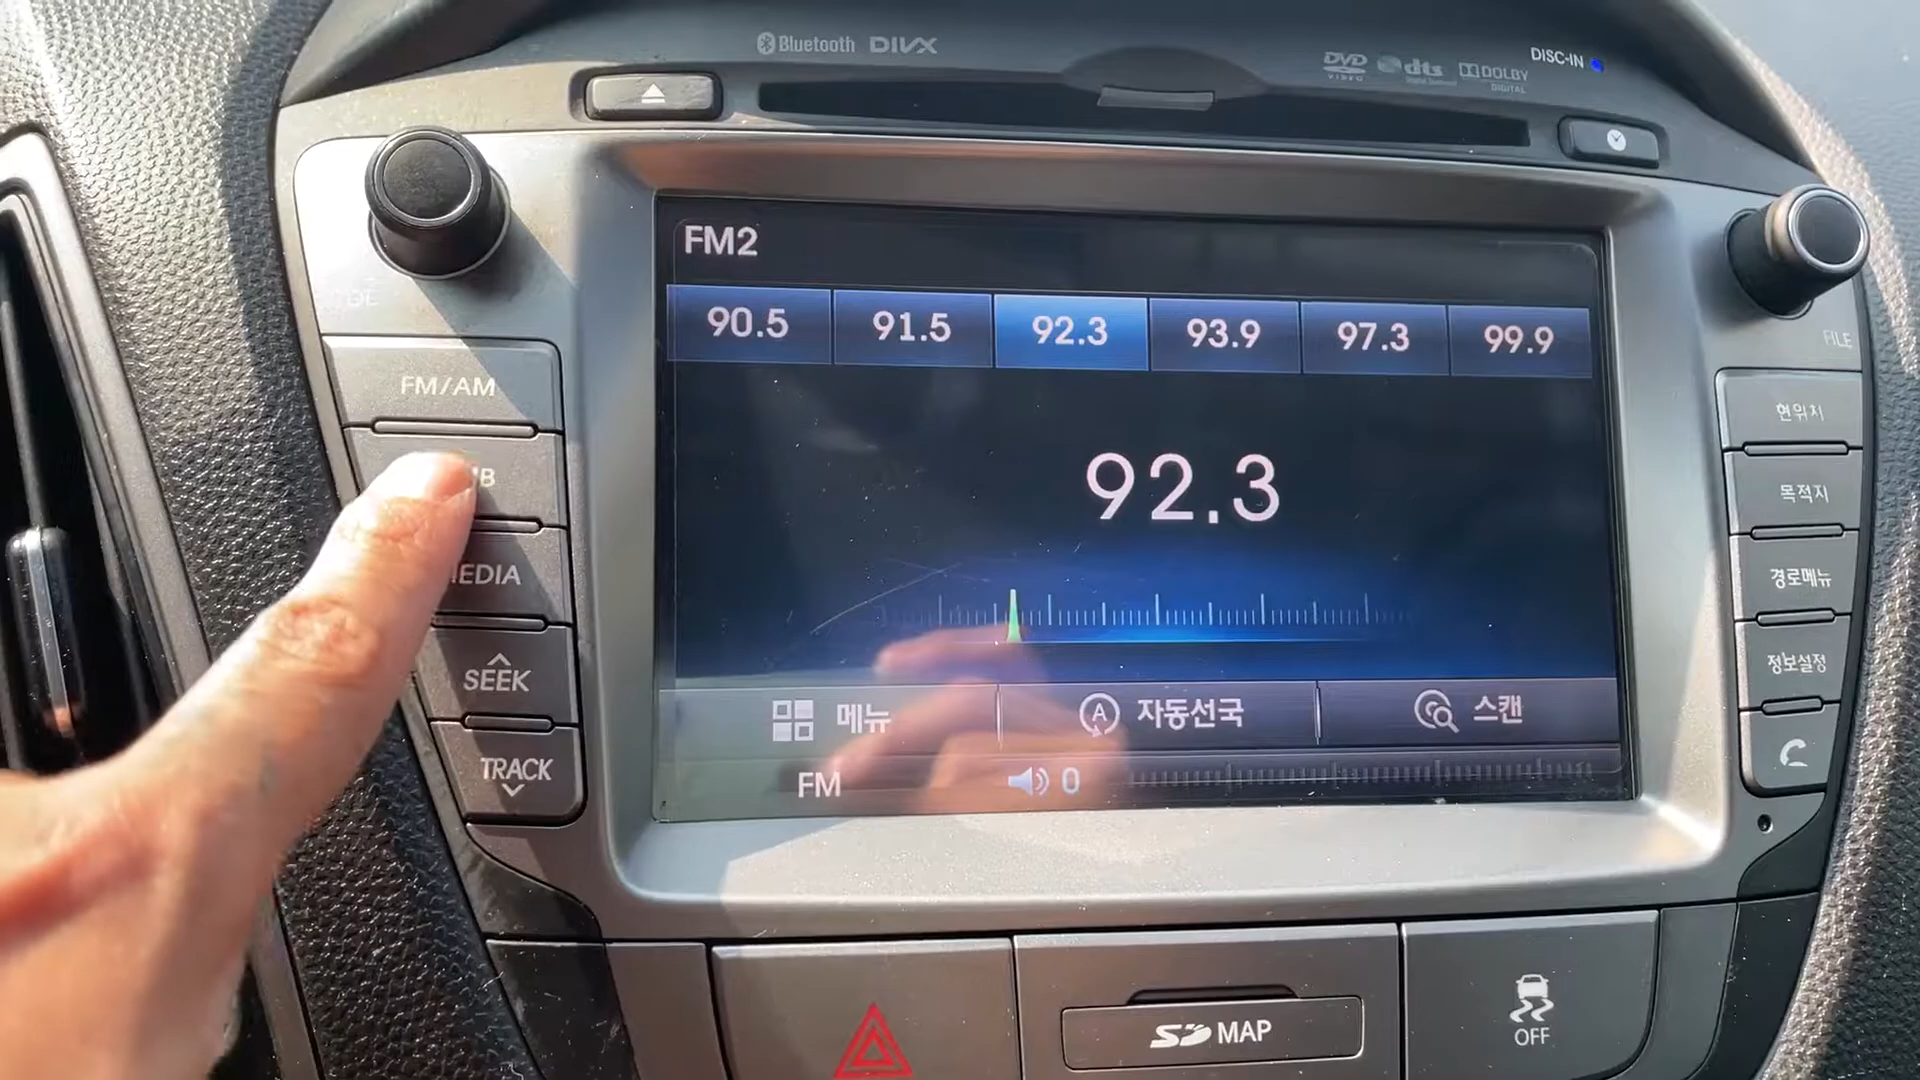 Bluetooth DIVX
DVD VIDEO dts DOLBY DIGITAL DISC-IN
FM2
90.5 91.5 92.3 93.9 97.3 99.9
92.3
메뉴 자동선국 스캔
FM 0
FM/AM
SEEK
TRACK
FILE
현위치
목적지
경로메뉴
정보설정
SD MAP
OFF